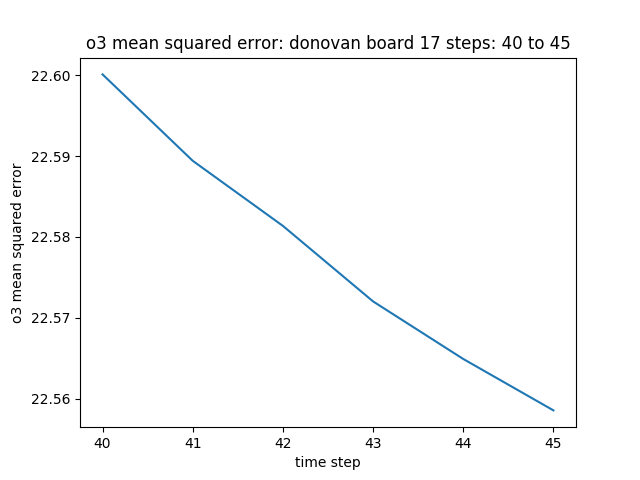 o3 mean squared error: donovan board 17 steps: 40 to 45
o3 mean squared error
22.60
22.59
22.58
22.57
22.56
40 41 42 43 44 45
time step